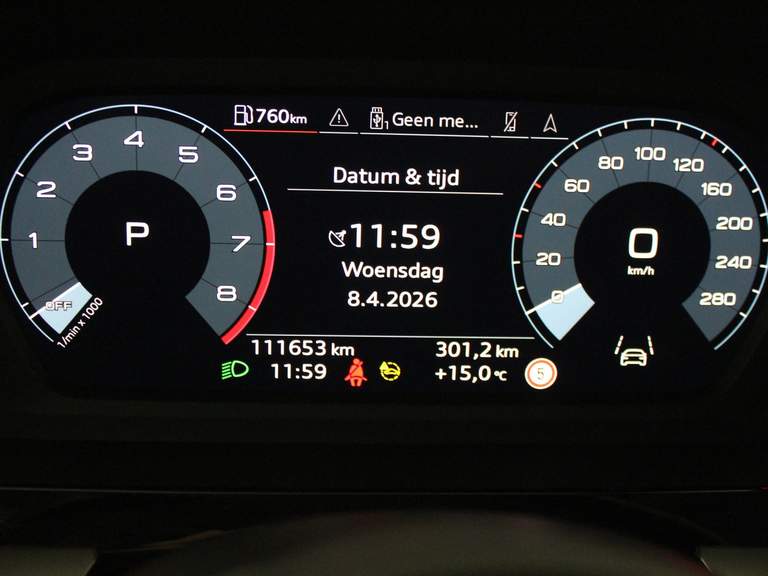 760km
1 Geen me...
Datum & tijd
11:59
Woensdag
8.4.2026
111653 km
301,2 km
11:59
+15,0 °C
5
P
OFF
1
2
3
4
5
6
7
8
1/min x 1000
0
km/h
0
20
40
60
80
100
120
160
200
240
280